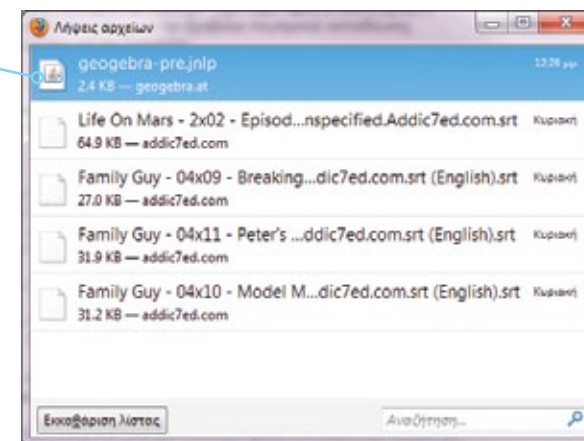 Λήψεις αρχείων
geogebra-pre.jnlp
12:26 μμ
2.4 KB — geogebra.at
Life On Mars - 2x02 - Episod...nspecified.Addic7ed.com.srt Κυριακή
64.9 KB — addic7ed.com
Family Guy - 04x09 - Breaking...dic7ed.com.srt (English).srt Κυριακή
27.0 KB — addic7ed.com
Family Guy - 04x11 - Peter's ...ddic7ed.com.srt (English).srt Κυριακή
31.9 KB — addic7ed.com
Family Guy - 04x10 - Model M...dic7ed.com.srt (English).srt Κυριακή
31.2 KB — addic7ed.com
Εκκαθάριση λίστας
Αναζήτηση...